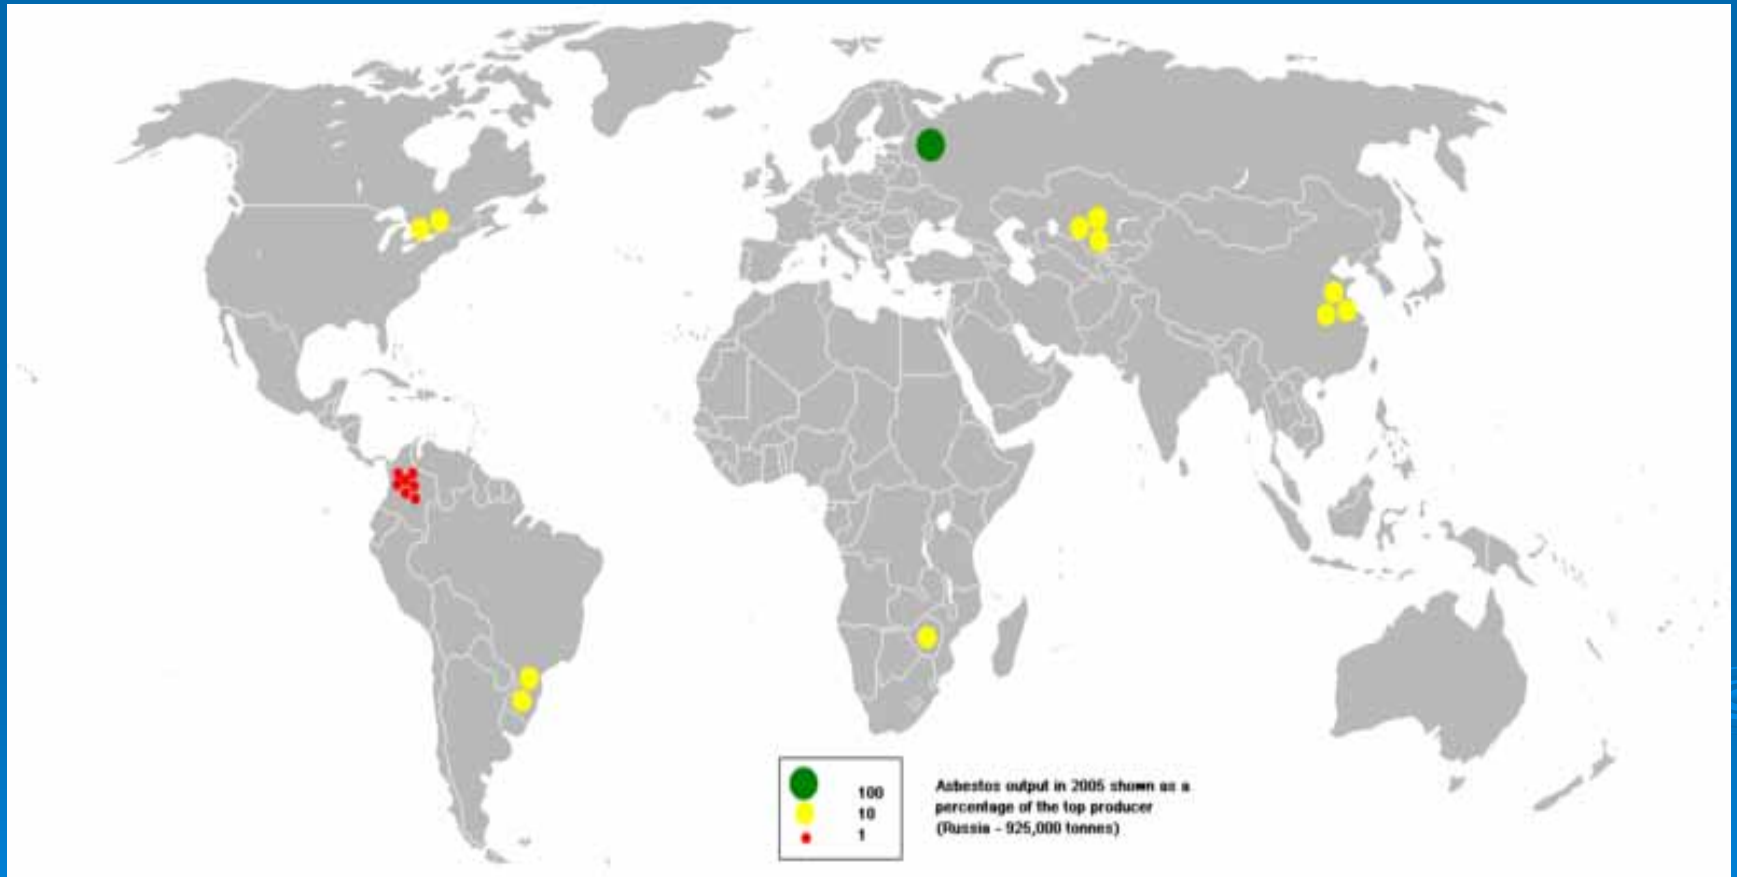 100
10
1
Asbestos output in 2005 shown as a
percentage of the top producer
(Russia - 925,000 tonnes)